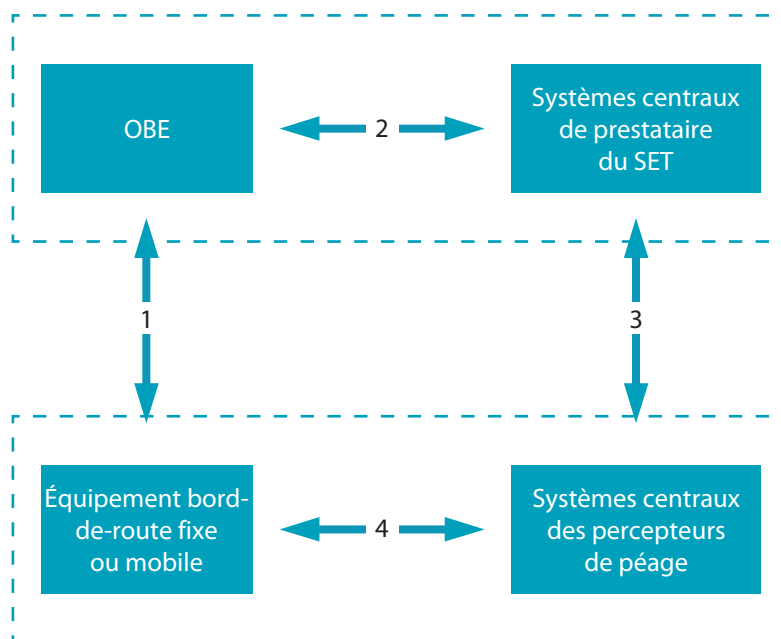 OBE
2
Systèmes centraux
de prestataire
du SET
1
3
Équipement bord-
de-route fixe
ou mobile
4
Systèmes centraux
des percepteurs
de péage